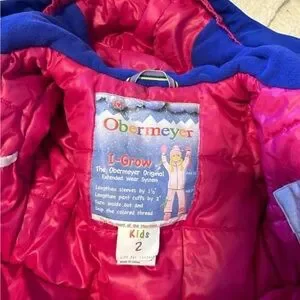 Obermeyer
I-Grow
The Obermeyer Original
Extended Wear System
Lengthen sleeves by 1½"
Lengthen pant cuffs by 2"
Turn inside out and
snip the colored thread
Kids
2